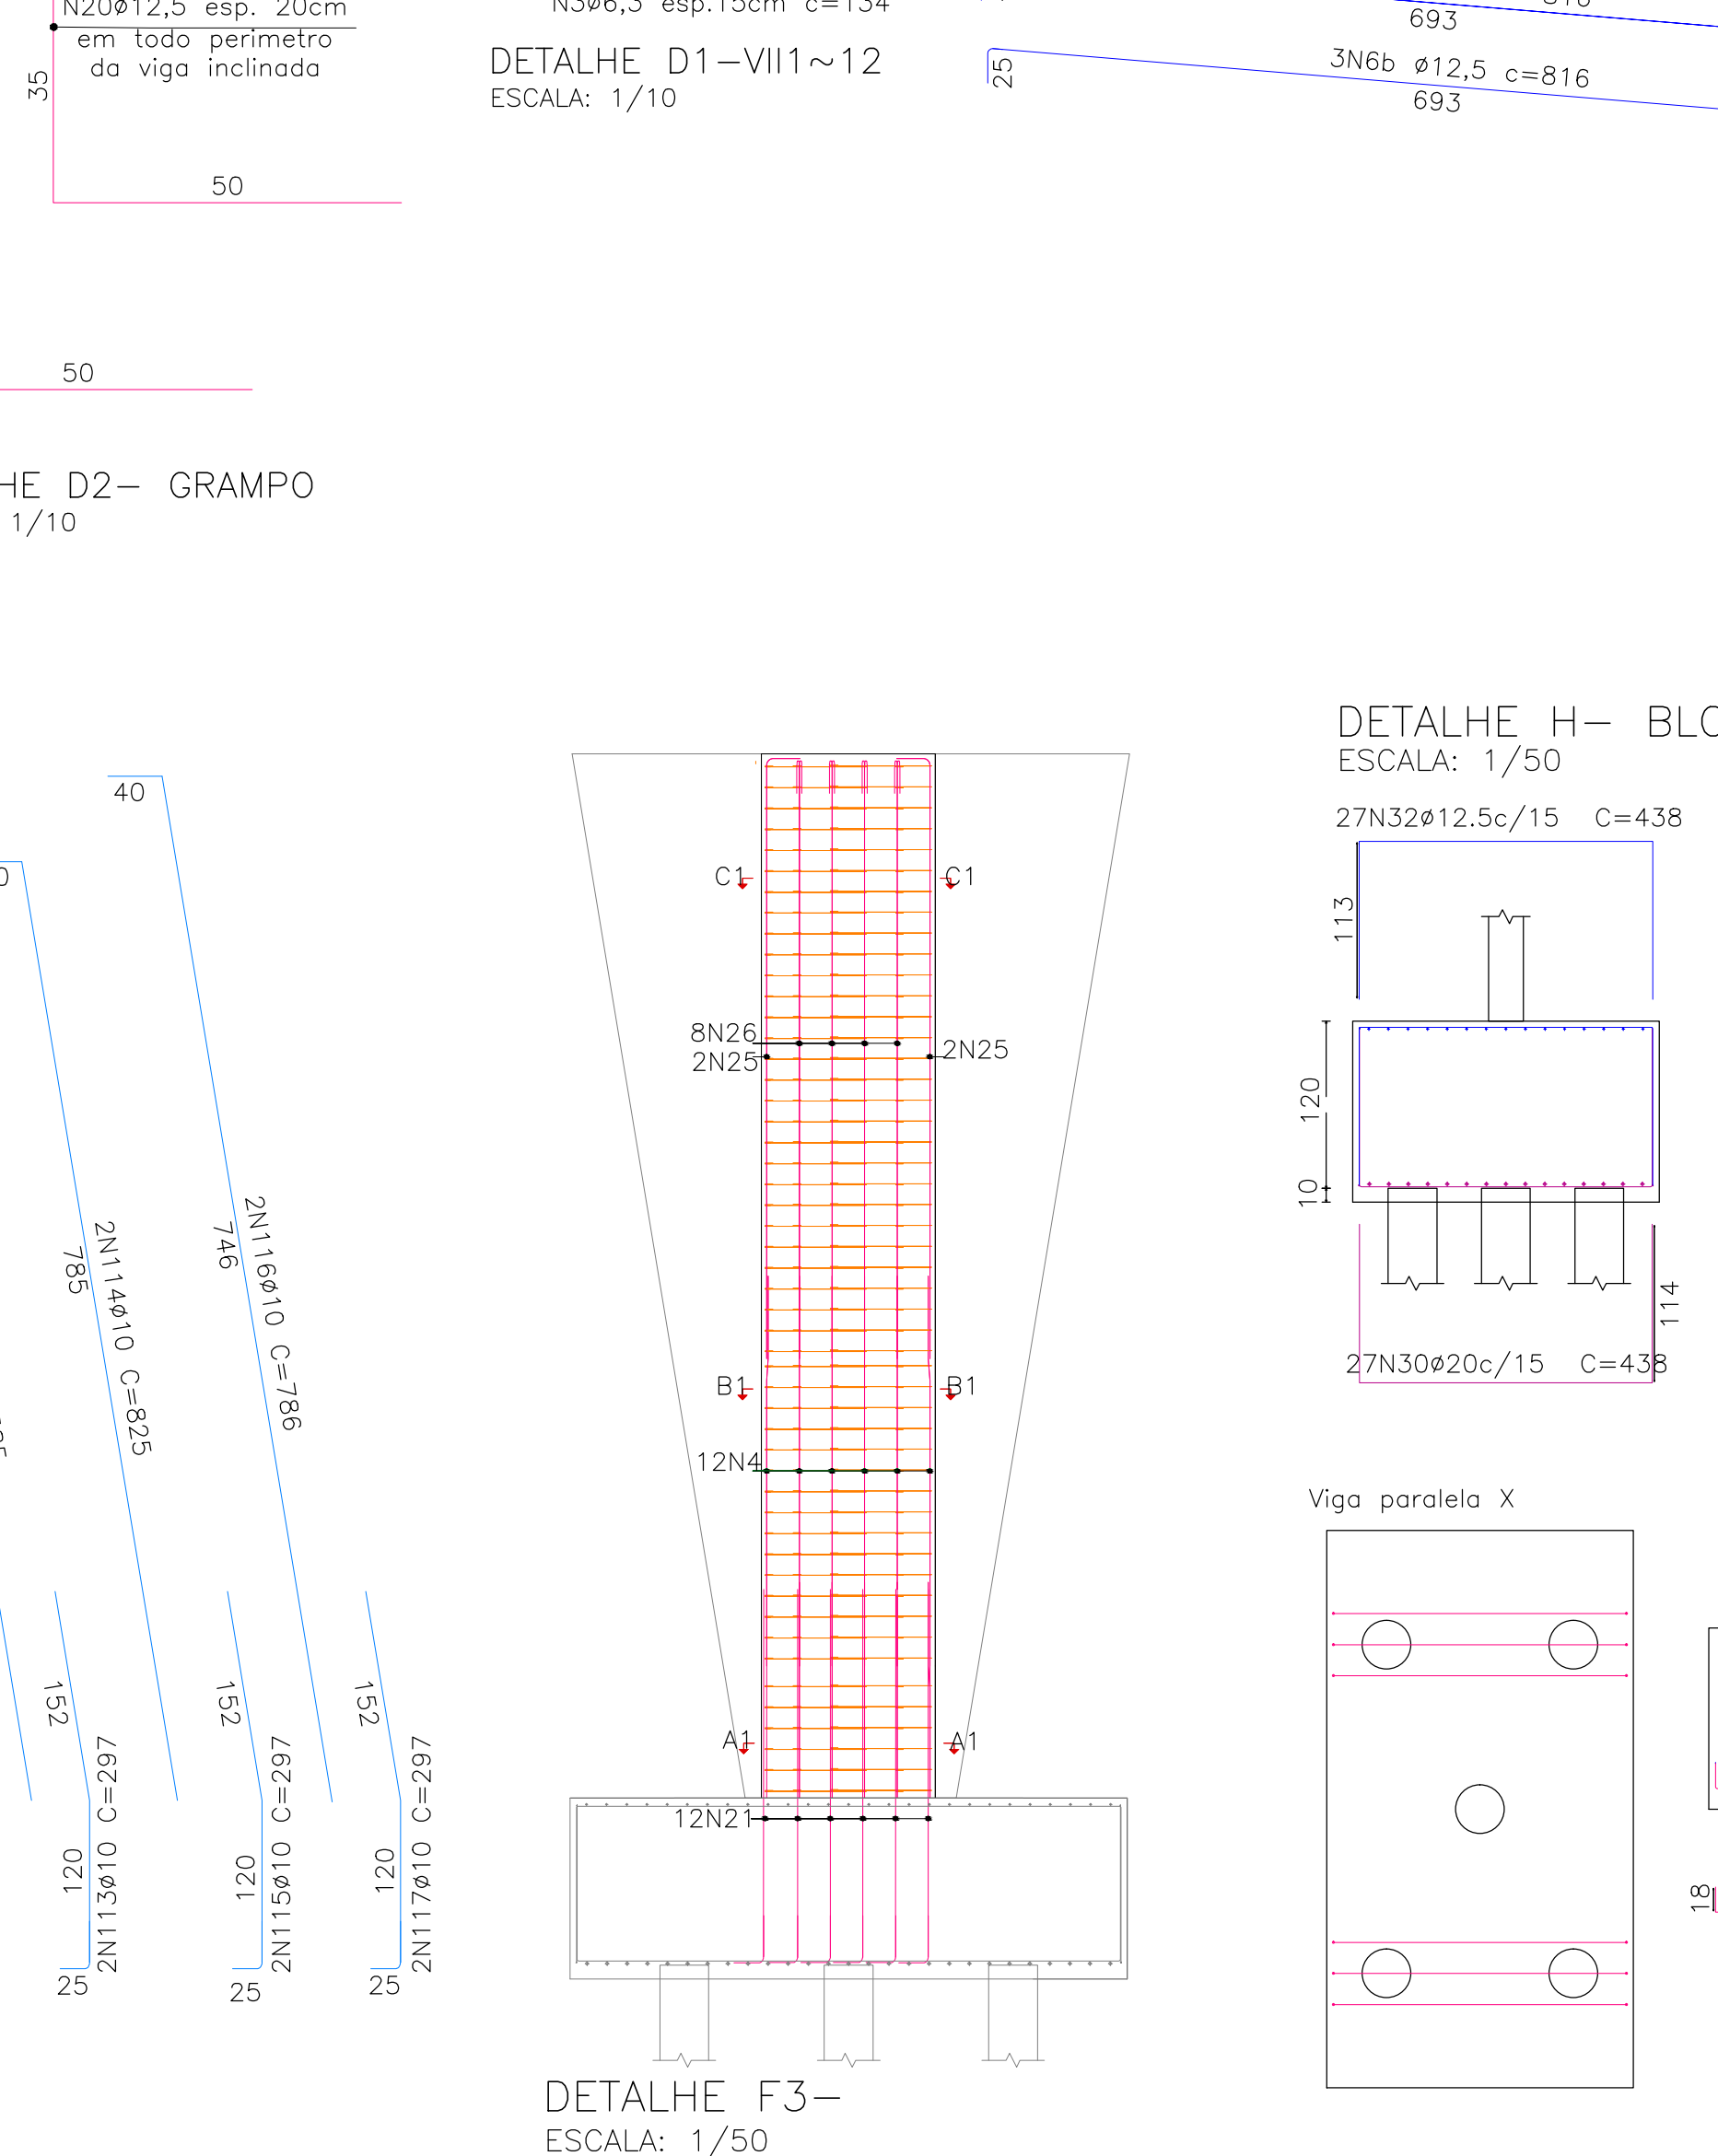 N20ø12,5 esp. 20cm
em todo perimetro
da viga inclinada
35
50
50
HE D2- GRAMPO
1/10
N3ø6,3 esp.15cm c=134
DETALHE D1-VII1~12
ESCALA: 1/10
693
25
3N6b ø12,5 c=816
693
40
785
2N114ø10 C=825
746
2N116ø10 C=786
152
120
2N113ø10 C=297
25
152
120
2N115ø10 C=297
25
152
120
2N117ø10 C=297
25
C1
C1
8N26
2N25
2N25
B1
B1
12N4
A1
A1
12N21
DETALHE F3-
ESCALA: 1/50
DETALHE H- BLO
ESCALA: 1/50
27N32ø12.5c/15 C=438
113
120
10
114
27N30ø20c/15 C=438
Viga paralela X
18